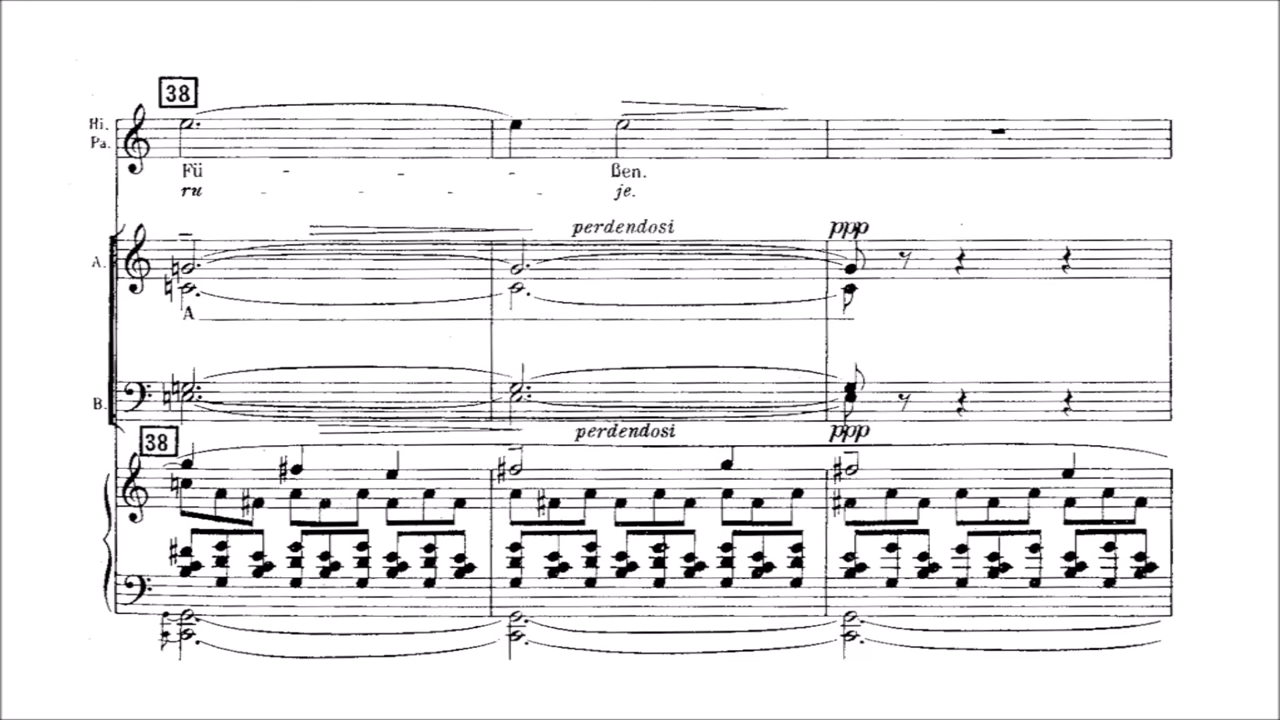 38
Hi.
Pa.
Fü - - - ßen.
ru - - - je.
perdendosi
ppp
A.
A
B.
perdendosi
ppp
38